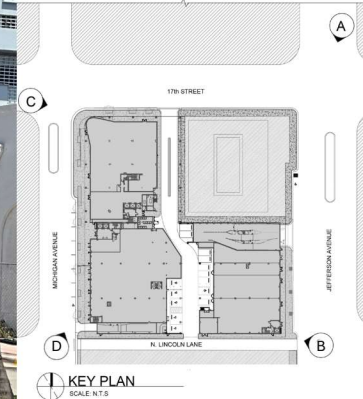 A
17th STREET
C
MICHIGAN AVENUE
JEFFERSON AVENUE
D
N. LINCOLN LANE
B
KEY PLAN
SCALE: N.T.S